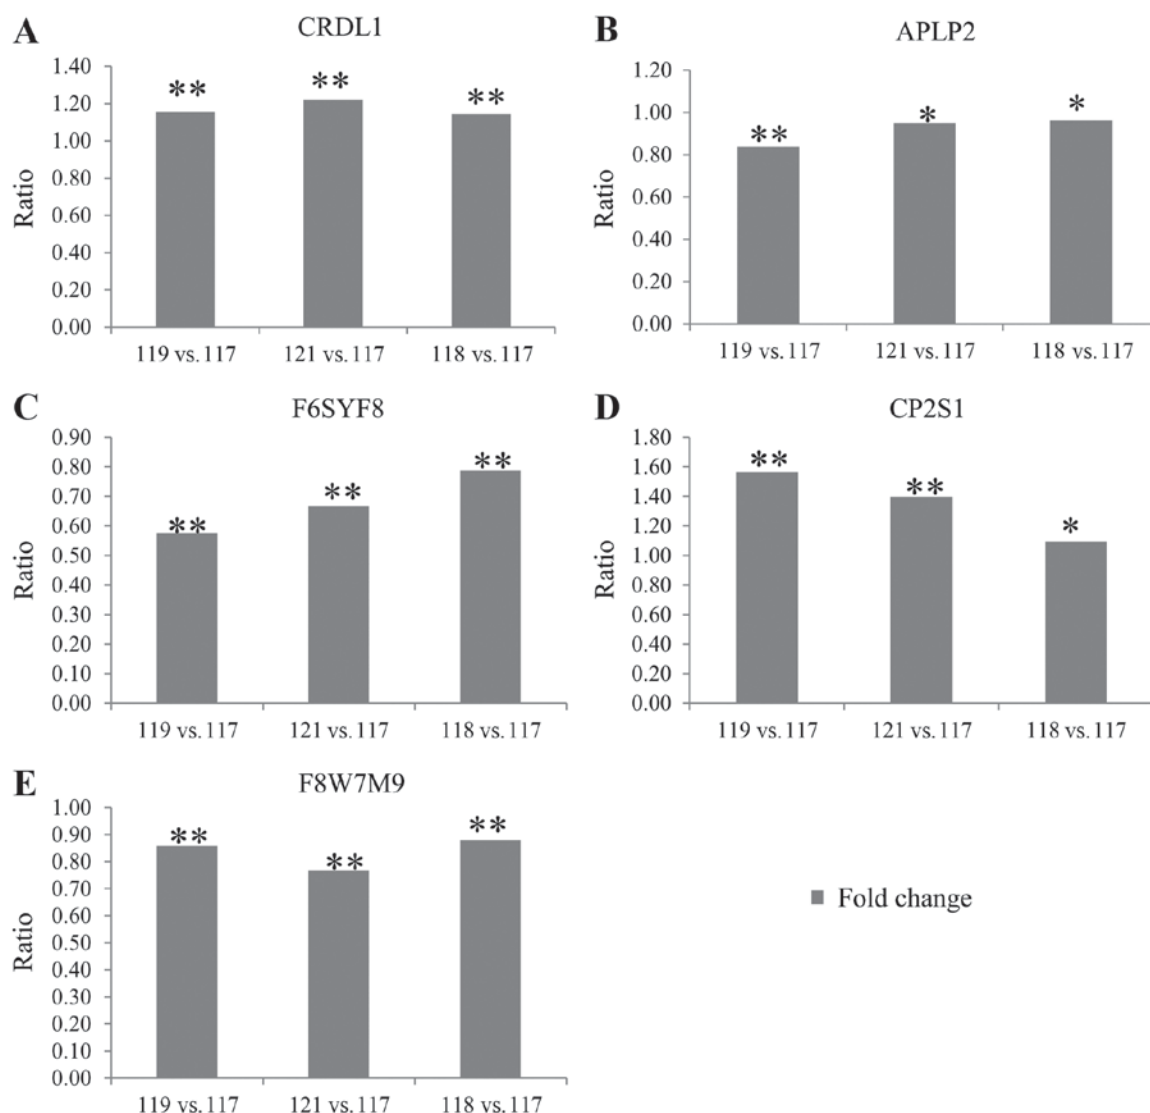 A
CRDL1
1.40
1.20
1.00
0.80
0.60
0.40
0.20
0.00
Ratio
**
**
**
119 vs. 117
121 vs. 117
118 vs. 117
B
APLP2
1.20
1.00
0.80
0.60
0.40
0.20
0.00
Ratio
**
*
*
119 vs. 117
121 vs. 117
118 vs. 117
C
F6SYF8
0.90
0.80
0.70
0.60
0.50
0.40
0.30
0.20
0.10
0.00
Ratio
**
**
**
119 vs. 117
121 vs. 117
118 vs. 117
D
CP2S1
1.80
1.60
1.40
1.20
1.00
0.80
0.60
0.40
0.20
0.00
Ratio
**
**
*
119 vs. 117
121 vs. 117
118 vs. 117
E
F8W7M9
1.00
0.90
0.80
0.70
0.60
0.50
0.40
0.30
0.20
0.10
0.00
Ratio
**
**
**
119 vs. 117
121 vs. 117
118 vs. 117
Fold change